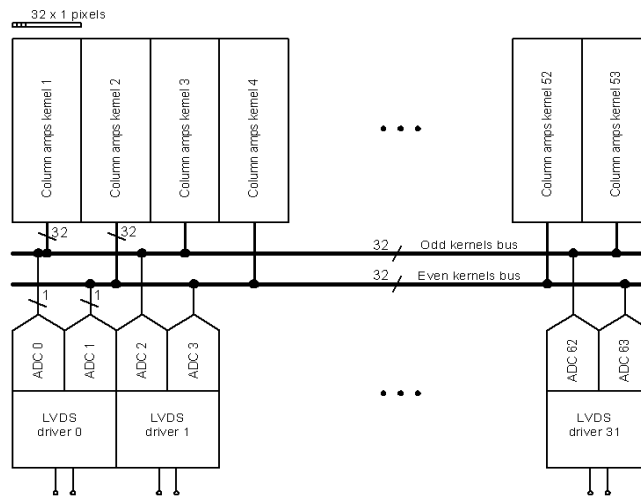 32 x 1 pixels
Column amps kernel 1
Column amps kernel 2
Column amps kernel 3
Column amps kernel 4
Column amps kernel 52
Column amps kernel 53
32
32
32
Odd kernels bus
32
Even kernels bus
1
1
ADC 0
ADC 1
ADC 2
ADC 3
ADC 62
ADC 63
LVDS
driver 0
LVDS
driver 1
LVDS
driver 31